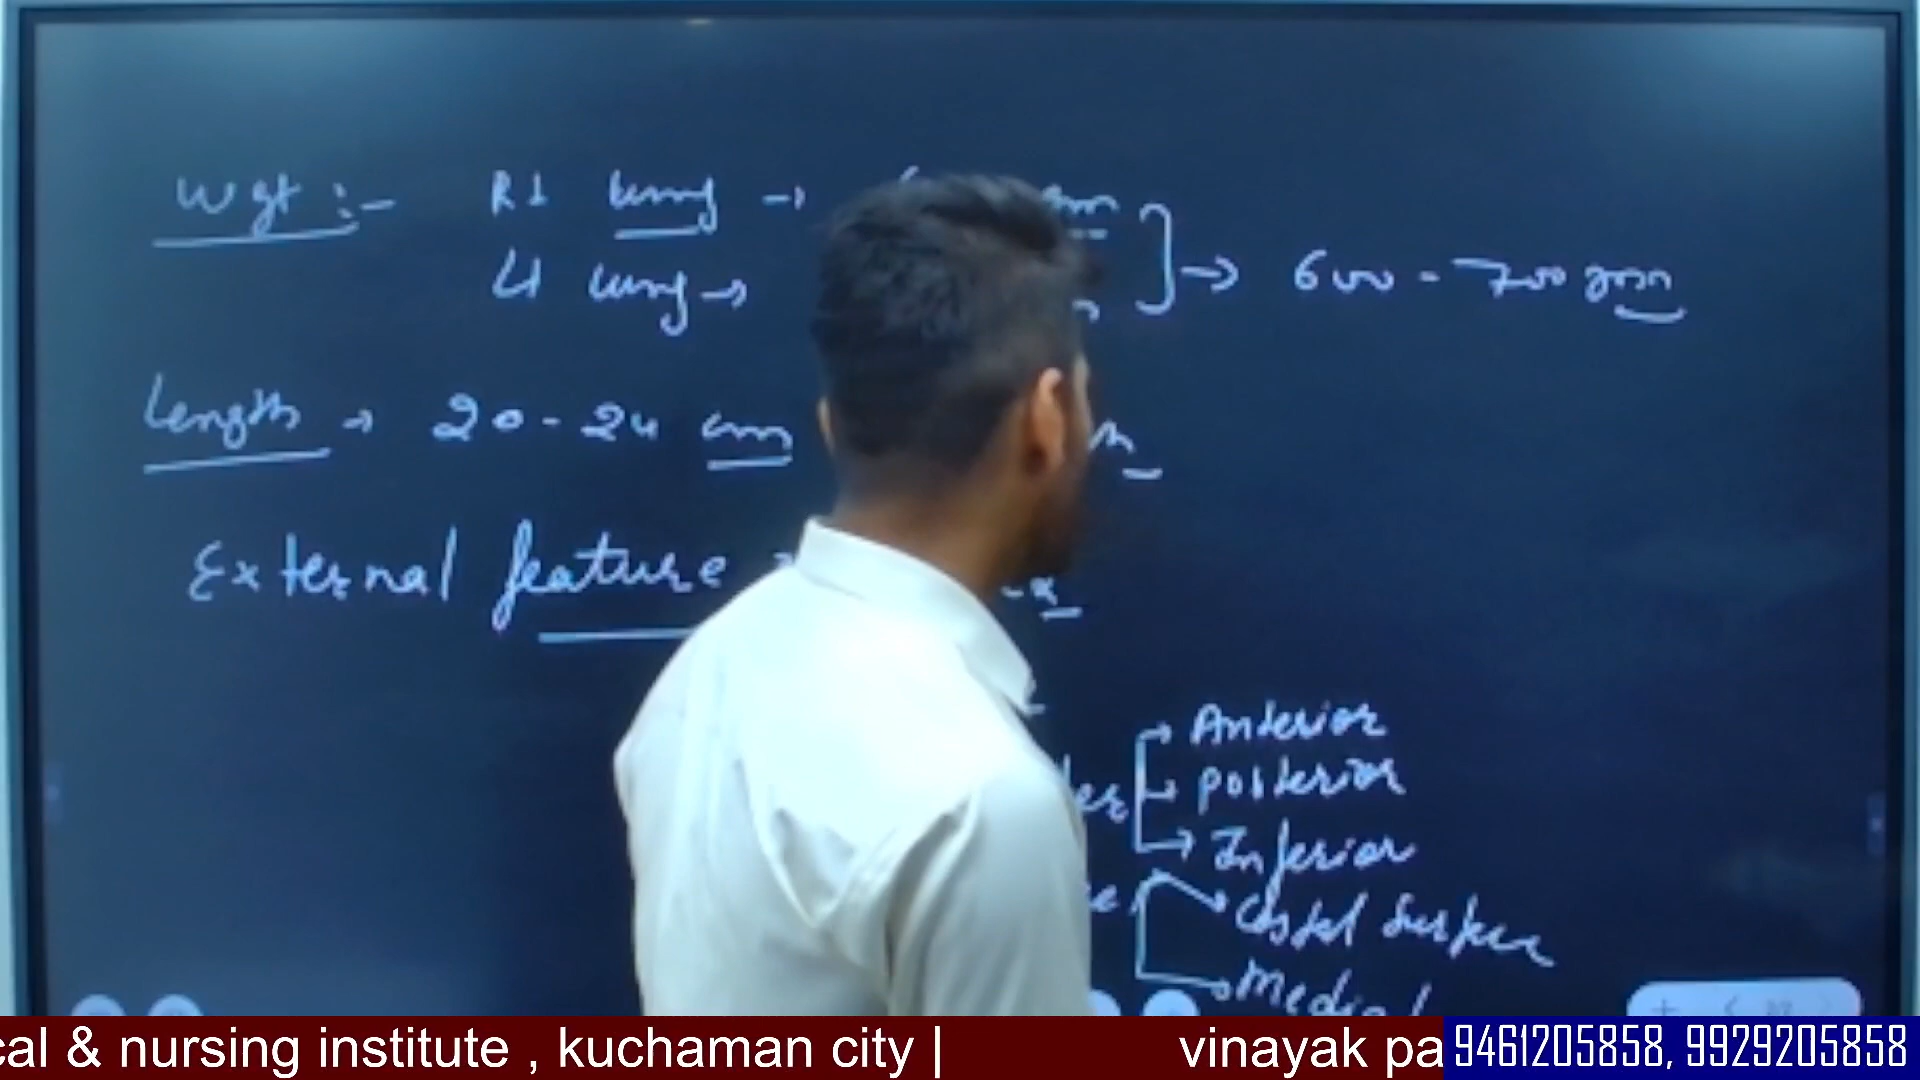 Wgt :- Rt lung →
Lt lung → → 600 - 700 gm
Length → 20 - 24 cm
External feature
Anterior
→ Posterior
→ Inferior
Costal Surface
Medial
cal & nursing institute , kuchaman city | vinayak pa 9461205858, 9929205858